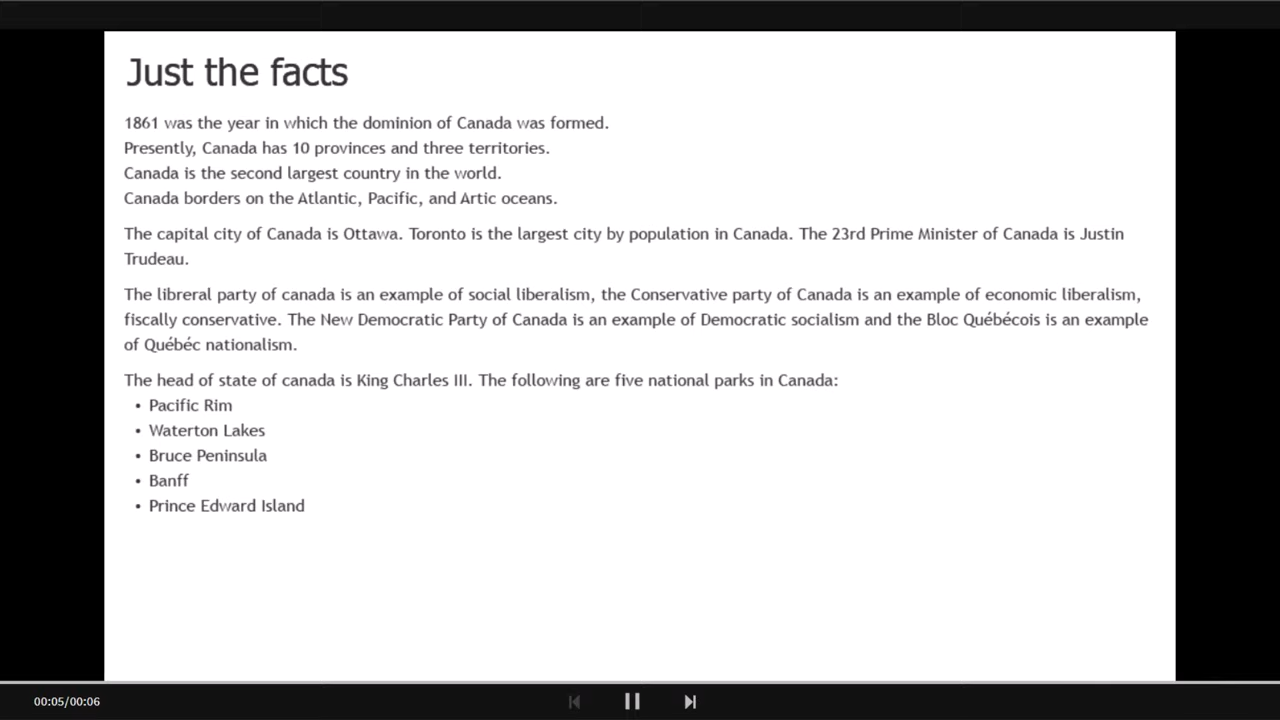 Just the facts
1861 was the year in which the dominion of Canada was formed.
Presently, Canada has 10 provinces and three territories.
Canada is the second largest country in the world.
Canada borders on the Atlantic, Pacific, and Artic oceans.
The capital city of Canada is Ottawa. Toronto is the largest city by population in Canada. The 23rd Prime Minister of Canada is Justin
Trudeau.
The libreral party of canada is an example of social liberalism, the Conservative party of Canada is an example of economic liberalism,
fiscally conservative. The New Democratic Party of Canada is an example of Democratic socialism and the Bloc Québécois is an example
of Québéc nationalism.
The head of state of canada is King Charles III. The following are five national parks in Canada:
• Pacific Rim
• Waterton Lakes
• Bruce Peninsula
• Banff
• Prince Edward Island
00:05/00:06